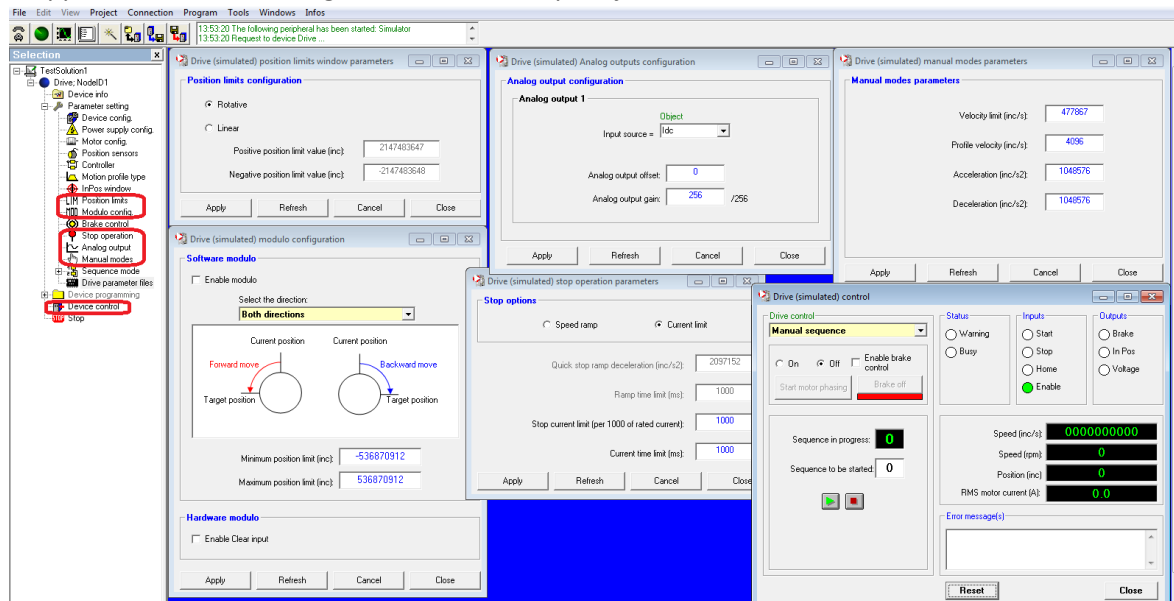 File Edit View Project Connection Program Tools Windows Infos
13:53:20 The following peripheral has been started: Simulator
13:53:20 Request to device Drive ...
Selection
TestSolution1
Drive; NodeID1
Device info
Parameter setting
Device config.
Power supply config.
Motor config.
Position sensors
Controller
Motion profile type
InPos window
Position limits
Modulo config.
Brake control
Stop operation
Analog output
Manual modes
Sequence mode
Drive parameter files
Device programming
Device control
Stop
Drive (simulated) position limits window parameters
Position limits configuration
Rotative
Linear
Positive position limit value (inc): 2147483647
Negative position limit value (inc): -2147483648
Apply Refresh Cancel Close
Drive (simulated) modulo configuration
Software modulo
Enable modulo
Select the direction:
Both directions
Current position Current position
Forward move Backward move
Target position Target position
Minimum position limit (inc): -536870912
Maximum position limit (inc): 536870912
Hardware modulo
Enable Clear input
Apply Refresh Cancel Close
Drive (simulated) Analog outputs configuration
Analog output configuration
Analog output 1
Object
Input source = Idc
Analog output offset: 0
Analog output gain: 256 /256
Apply Refresh Cancel Close
Drive (simulated) stop operation parameters
Stop options
Speed ramp Current limit
Quick stop ramp deceleration (inc/s2): 2097152
Ramp time limit (ms): 1000
Stop current limit (per 1000 of rated current): 1000
Current time limit (ms): 1000
Apply Refresh Cancel Close
Drive (simulated) manual modes parameters
Manual modes parameters
Velocity limit (inc/s): 477867
Profile velocity (inc/s): 4096
Acceleration (inc/s2): 1048576
Deceleration (inc/s2): 1048576
Apply Refresh Cancel Close
Drive (simulated) control
Drive control
Manual sequence
On Off Enable brake control
Start motor phasing Brake off
Sequence in progress: 0
Sequence to be started: 0
Status Inputs Outputs
Warning Start Brake
Busy Stop In Pos
Home Voltage
Enable
Speed (inc/s): 0000000000
Speed (rpm): 0
Position (inc) 0
RMS motor current (A): 0.0
Error message(s)
Reset Close